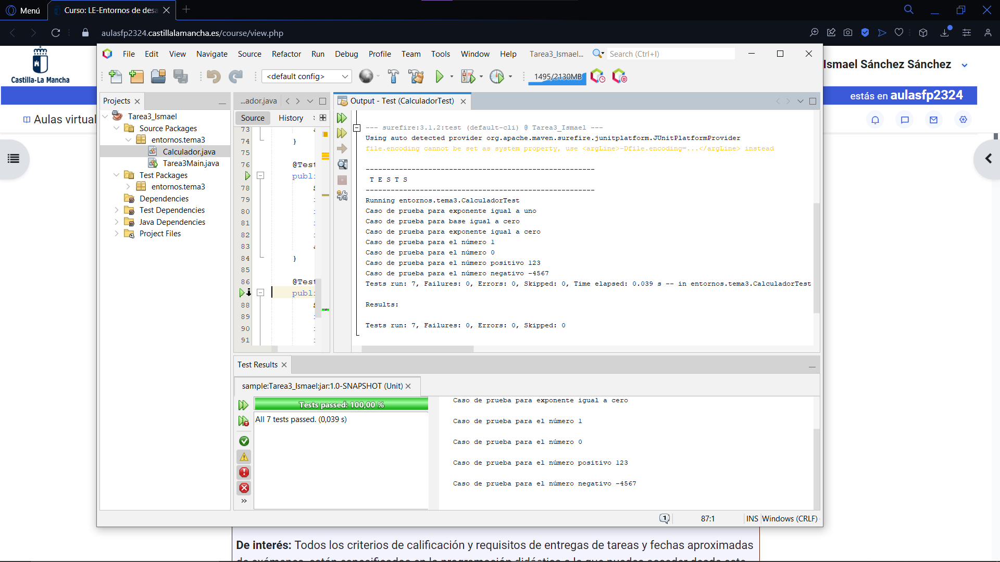 Menú
Curso: LE-Entornos de desa
aulasfp2324.castillalamancha.es/course/view.php
Castilla-La Mancha
Ismael Sánchez Sánchez
estás en aulasfp2324
Aulas virtual
File Edit View Navigate Source Refactor Run Debug Profile Team Tools Window Help Tarea3_Ismael... Search (Ctrl+I)
<default config>
1495/2130MB
Projects
Tarea3_Ismael
Source Packages
entornos.tema3
Calculador.java
Tarea3Main.java
Test Packages
entornos.tema3
Dependencies
Test Dependencies
Java Dependencies
Project Files
...ador.java
Source History
73
74 }
75
76 @Test
publi
78
79
80
81
82
83
84 }
85
86 @Test
publi
88
89
90
91
Output - Test (CalculadorTest)
--- surefire:3.1.2:test (default-cli) @ Tarea3_Ismael ---
Using auto detected provider org.apache.maven.surefire.junitplatform.JUnitPlatformProvider
file.encoding cannot be set as system property, use <argLine>-Dfile.encoding=...</argLine> instead
-------------------------------------------------------
T E S T S
-------------------------------------------------------
Running entornos.tema3.CalculadorTest
Caso de prueba para exponente igual a uno
Caso de prueba para base igual a cero
Caso de prueba para exponente igual a cero
Caso de prueba para el número 1
Caso de prueba para el número 0
Caso de prueba para el número positivo 123
Caso de prueba para el número negativo -4567
Tests run: 7, Failures: 0, Errors: 0, Skipped: 0, Time elapsed: 0.039 s -- in entornos.tema3.CalculadorTest
Results:
Tests run: 7, Failures: 0, Errors: 0, Skipped: 0
Test Results
sample:Tarea3_Ismael:jar:1.0-SNAPSHOT (Unit)
Tests passed: 100,00 %
All 7 tests passed. (0,039 s)
Caso de prueba para exponente igual a cero
Caso de prueba para el número 1
Caso de prueba para el número 0
Caso de prueba para el número positivo 123
Caso de prueba para el número negativo -4567
1
87:1
INS
Windows (CRLF)
De interés: Todos los criterios de calificación y requisitos de entregas de tareas y fechas aproximadas